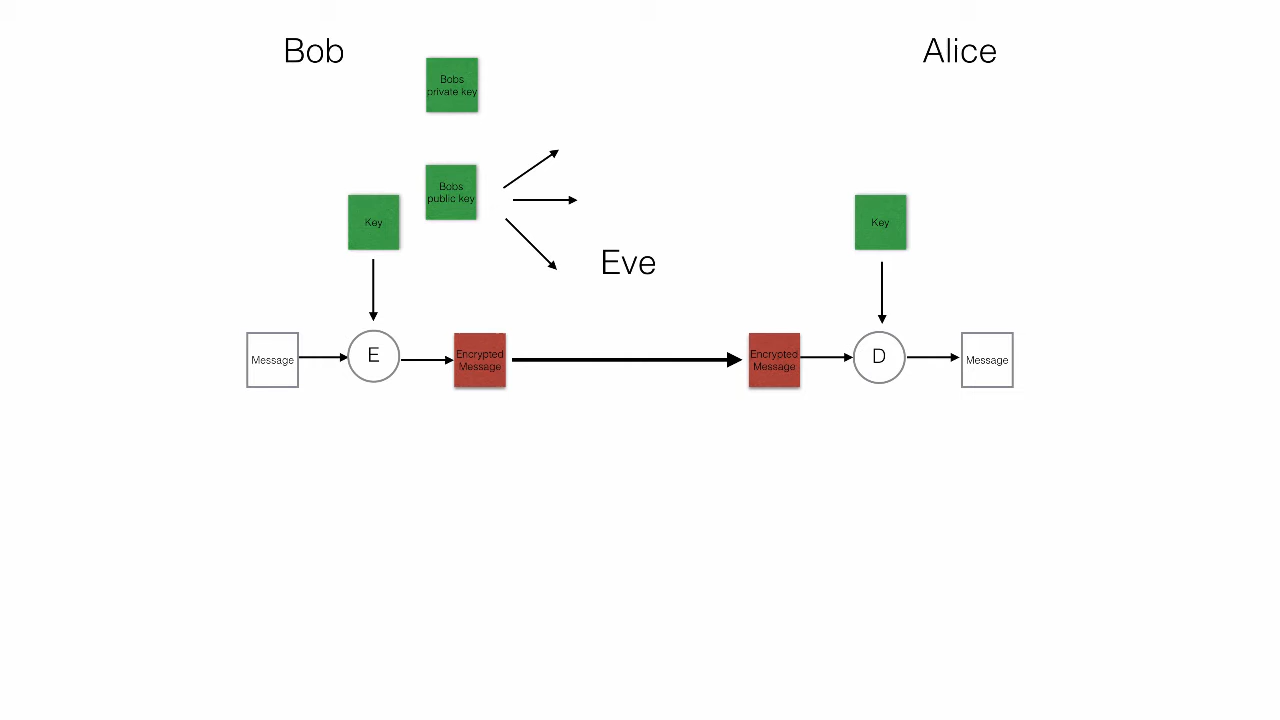 Bob
Alice
Bobs
private key
Bobs
public key
Key
Key
Eve
Message
E
Encrypted
Message
Encrypted
Message
D
Message